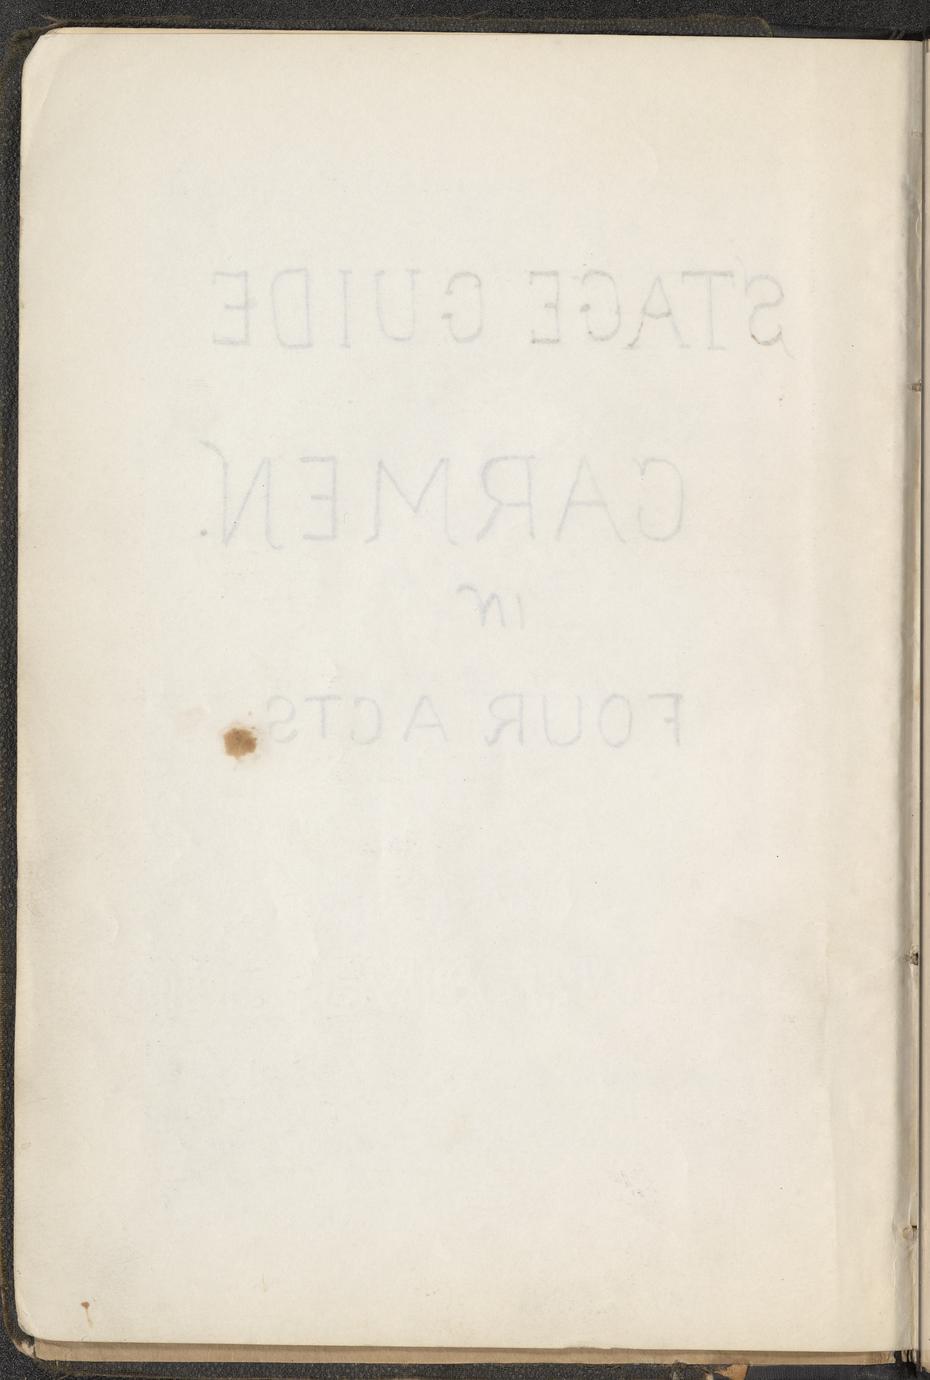 STAGE GUIDE
CARMEN.
IN
FOUR ACTS